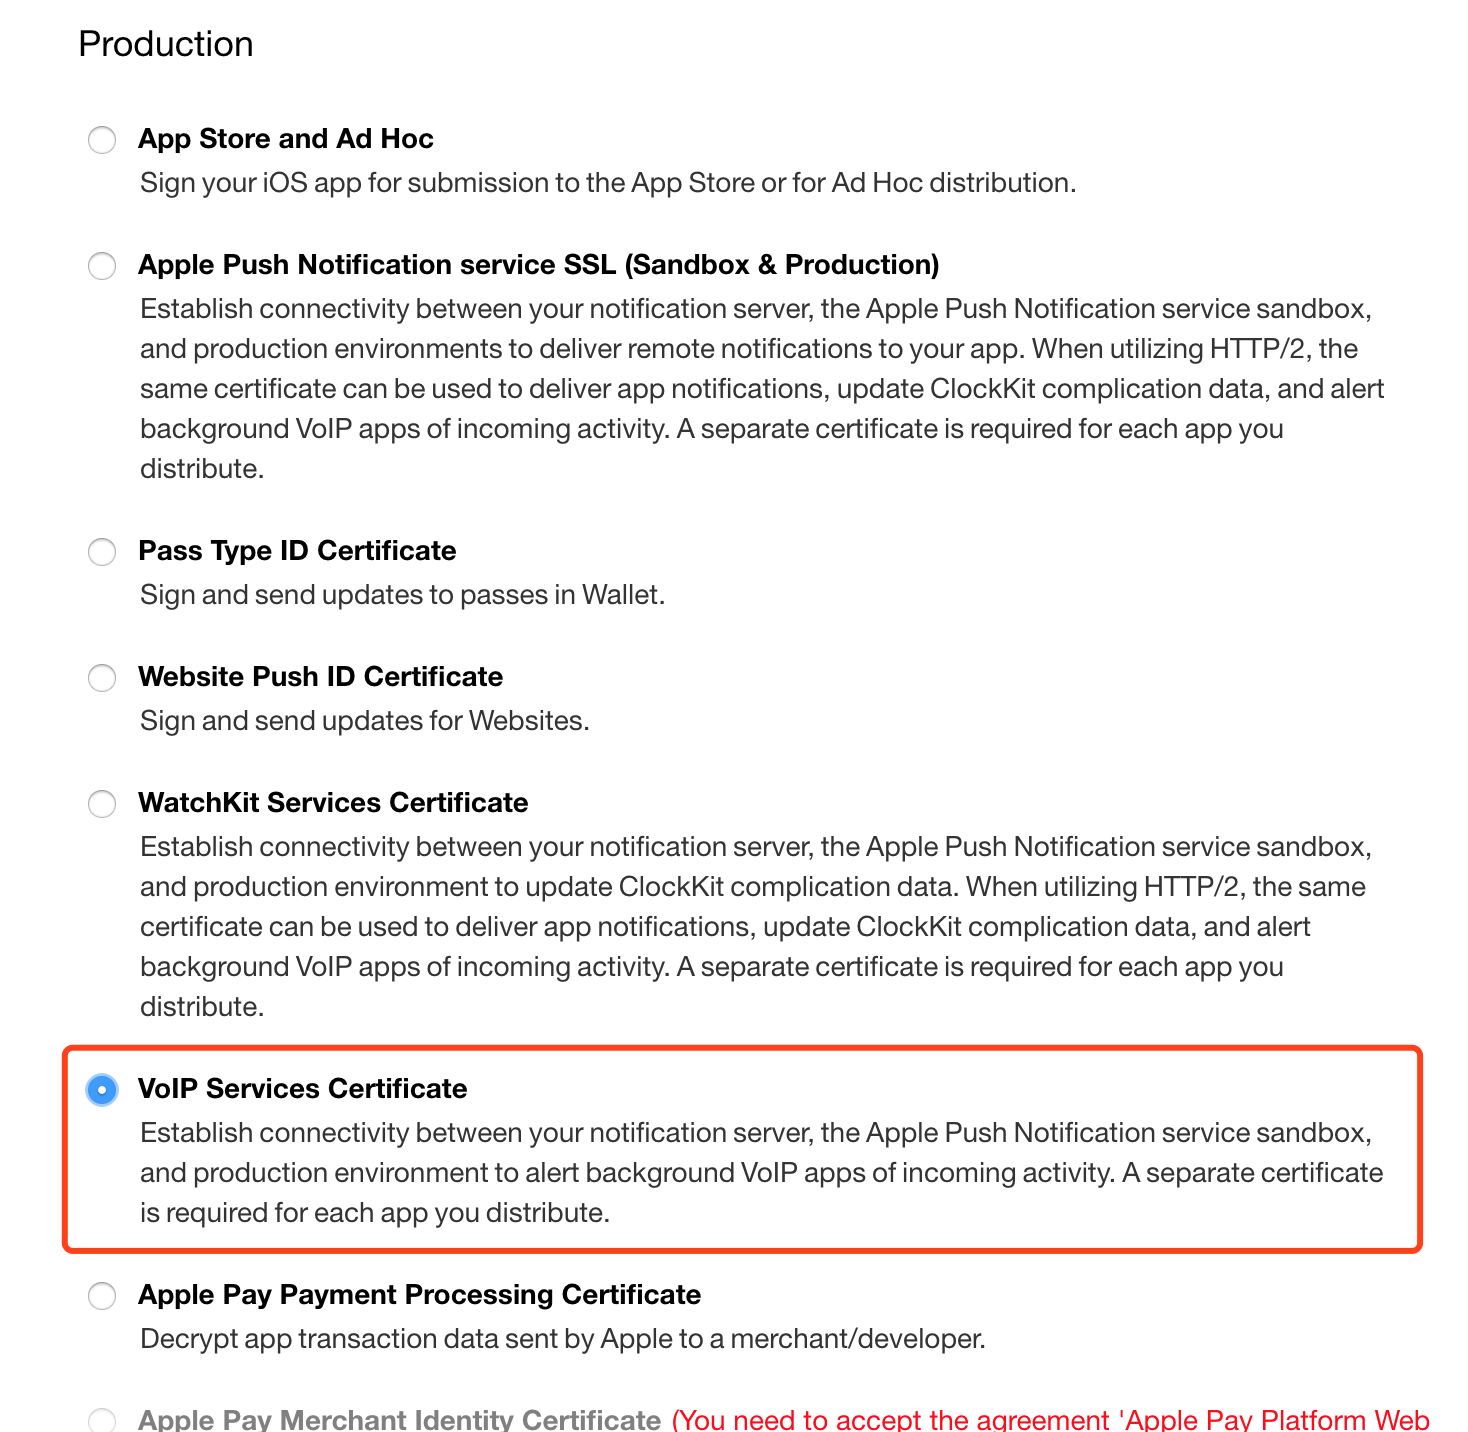 Production
App Store and Ad Hoc
Sign your iOS app for submission to the App Store or for Ad Hoc distribution.
Apple Push Notification service SSL (Sandbox & Production)
Establish connectivity between your notification server, the Apple Push Notification service sandbox,
and production environments to deliver remote notifications to your app. When utilizing HTTP/2, the
same certificate can be used to deliver app notifications, update ClockKit complication data, and alert
background VoIP apps of incoming activity. A separate certificate is required for each app you
distribute.
Pass Type ID Certificate
Sign and send updates to passes in Wallet.
Website Push ID Certificate
Sign and send updates for Websites.
WatchKit Services Certificate
Establish connectivity between your notification server, the Apple Push Notification service sandbox,
and production environment to update ClockKit complication data. When utilizing HTTP/2, the same
certificate can be used to deliver app notifications, update ClockKit complication data, and alert
background VoIP apps of incoming activity. A separate certificate is required for each app you
distribute.
VoIP Services Certificate
Establish connectivity between your notification server, the Apple Push Notification service sandbox,
and production environment to alert background VoIP apps of incoming activity. A separate certificate
is required for each app you distribute.
Apple Pay Payment Processing Certificate
Decrypt app transaction data sent by Apple to a merchant/developer.
Apple Pay Merchant Identity Certificate (You need to accept the agreement 'Apple Pay Platform Web